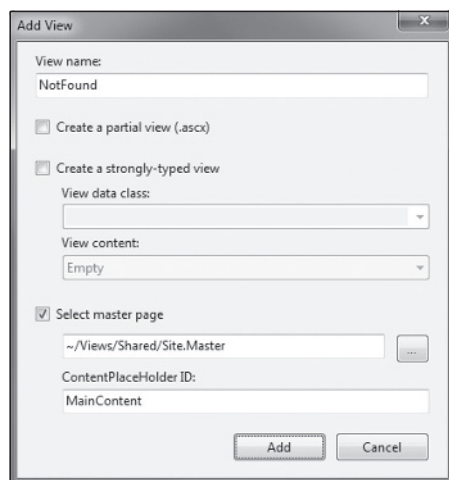 Add View
View name:
NotFound
Create a partial view (.ascx)
Create a strongly-typed view
View data class:
View content:
Empty
Select master page
~/Views/Shared/Site.Master
...
ContentPlaceHolder ID:
MainContent
Add Cancel